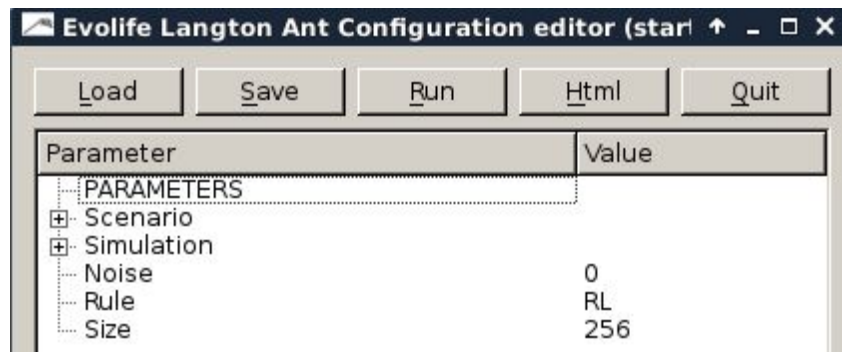 Evolife Langton Ant Configuration editor (star
Load Save Run Html Quit
Parameter Value
PARAMETERS
Scenario
Simulation
Noise 0
Rule RL
Size 256